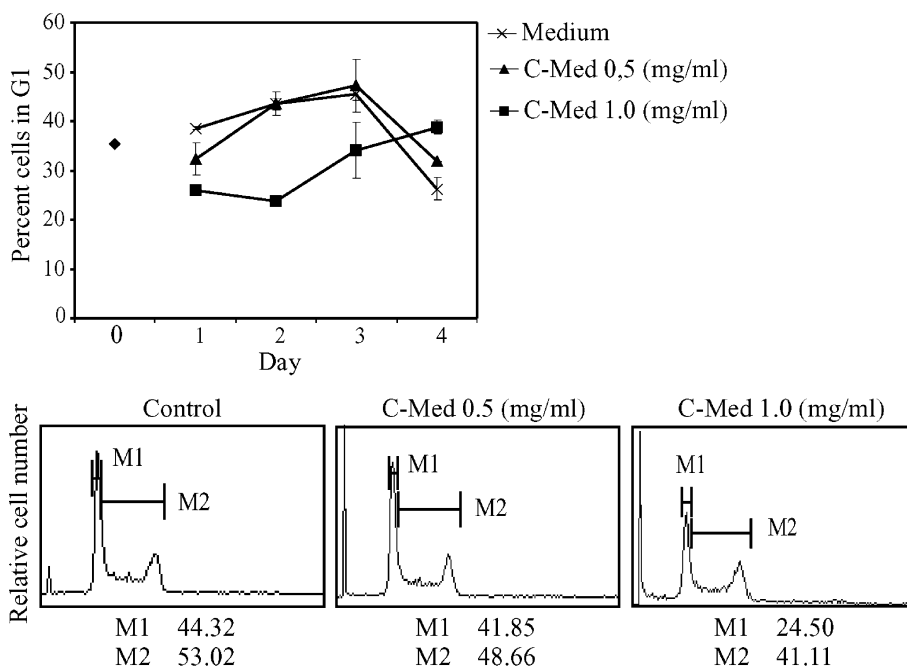 60
50
40
30
20
10
0
Percent cells in G1
0 1 2 3 4
Day
Medium
C-Med 0,5 (mg/ml)
C-Med 1.0 (mg/ml)
Relative cell number
Control
M1
M2
M1 44.32
M2 53.02
C-Med 0.5 (mg/ml)
M1
M2
M1 41.85
M2 48.66
C-Med 1.0 (mg/ml)
M1
M2
M1 24.50
M2 41.11